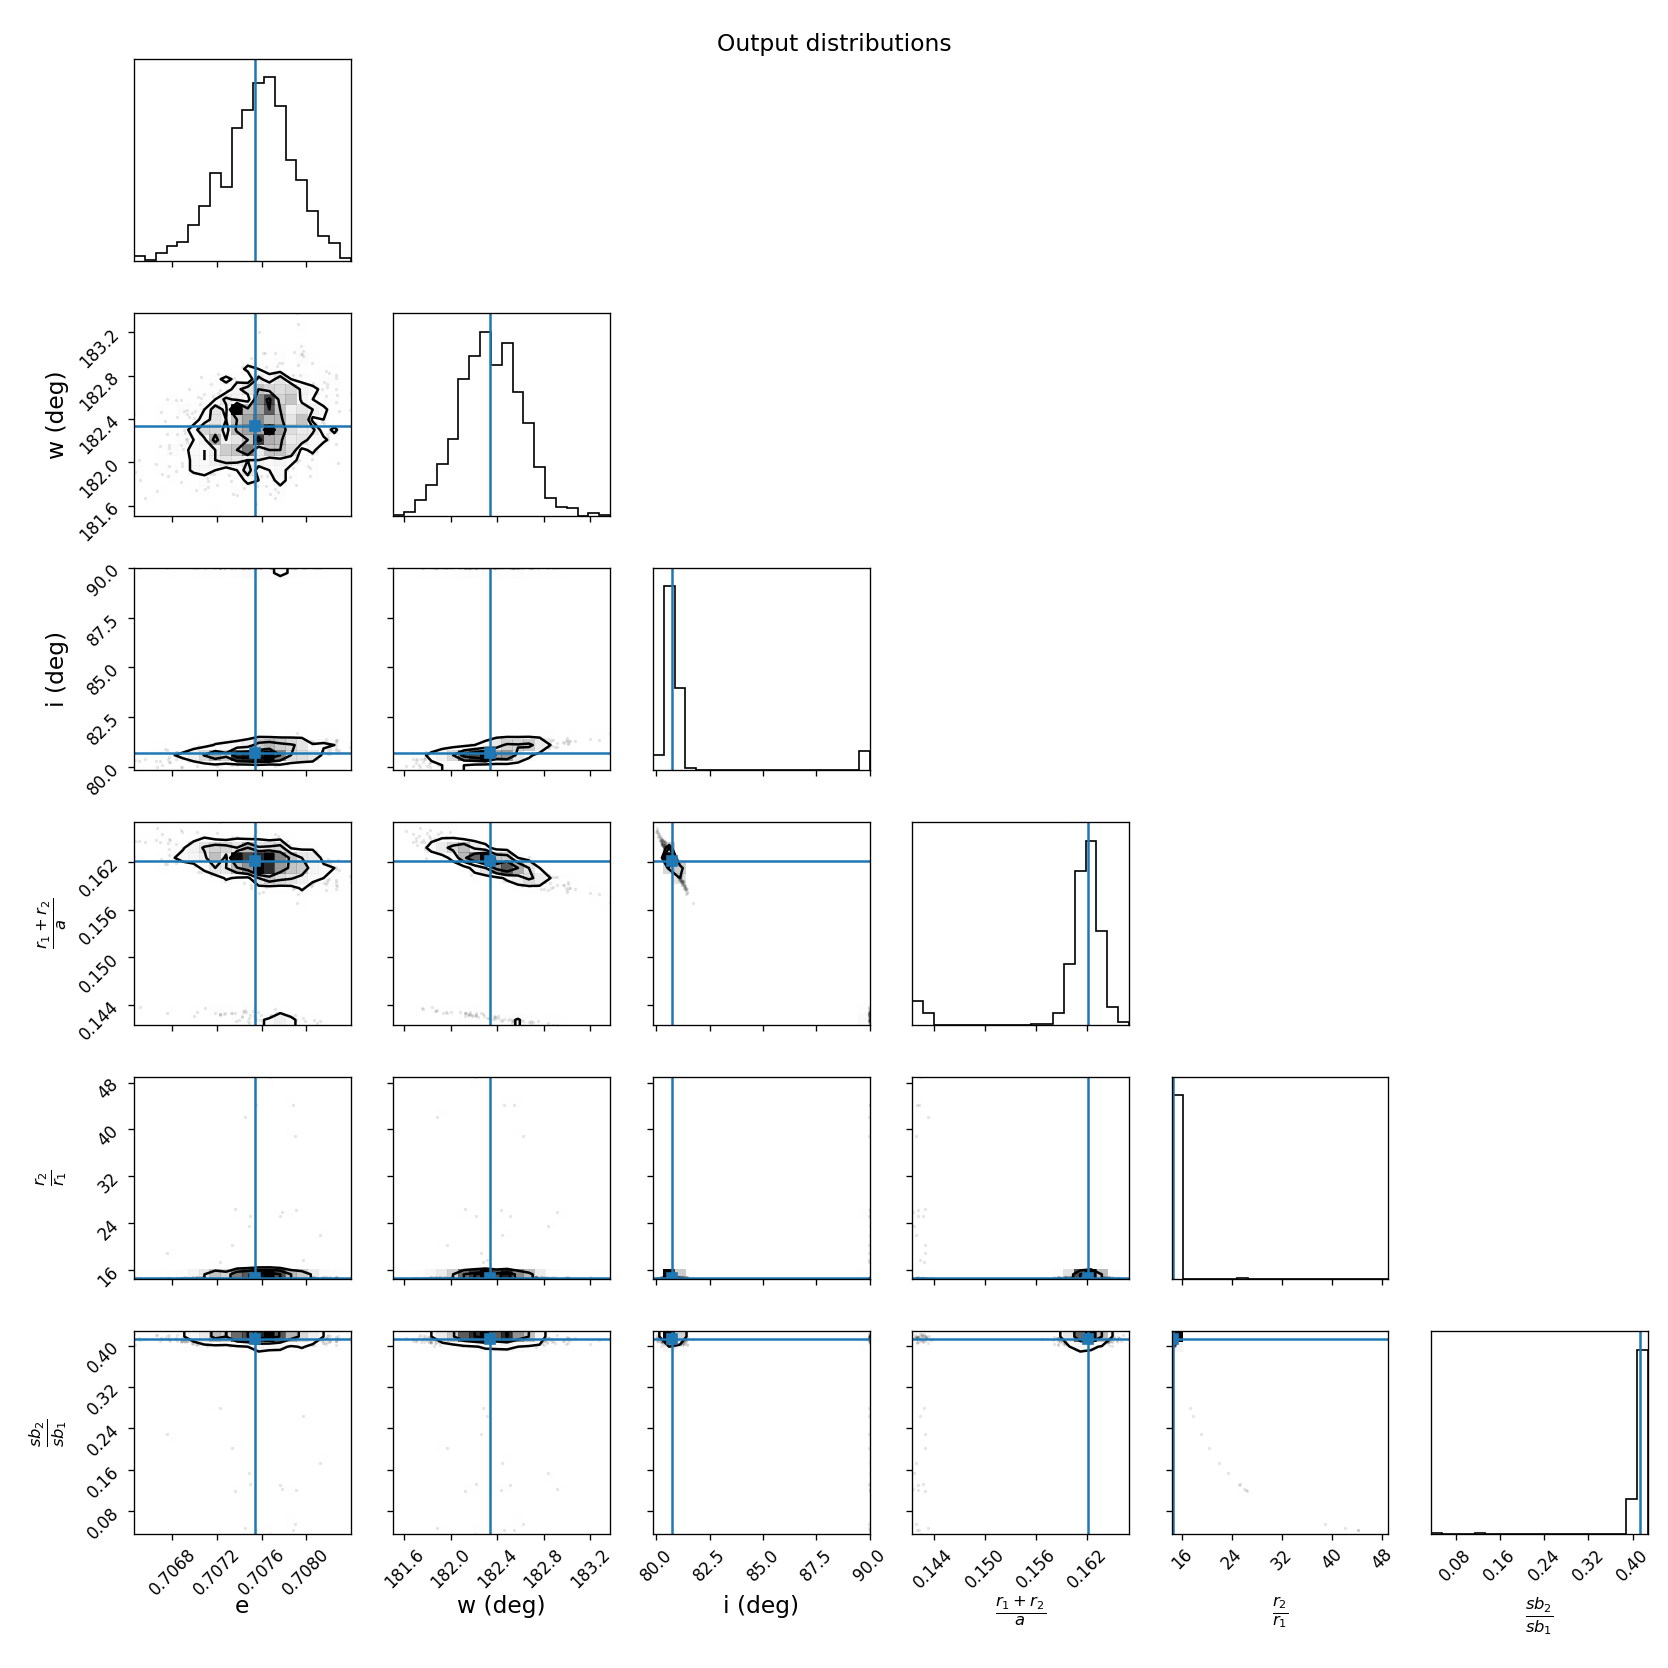 Output distributions
183.2
182.8
182.4
182.0
181.6
w (deg)
90.0
87.5
85.0
82.5
80.0
i (deg)
0.162
0.156
0.150
0.144
r₁ + r₂
a
48
40
32
24
16
r₂
r₁
0.40
0.32
0.24
0.16
0.08
sb₂
sb₁
0.7068 0.7072 0.7076 0.7080 181.6 182.0 182.4 182.8 183.2 80.0 82.5 85.0 87.5 90.0 0.144 0.150 0.156 0.162 16 24 32 40 48 0.08 0.16 0.24 0.32 0.40
e w (deg) i (deg) r₁ + r₂ r₂ sb₂
a r₁ sb₁